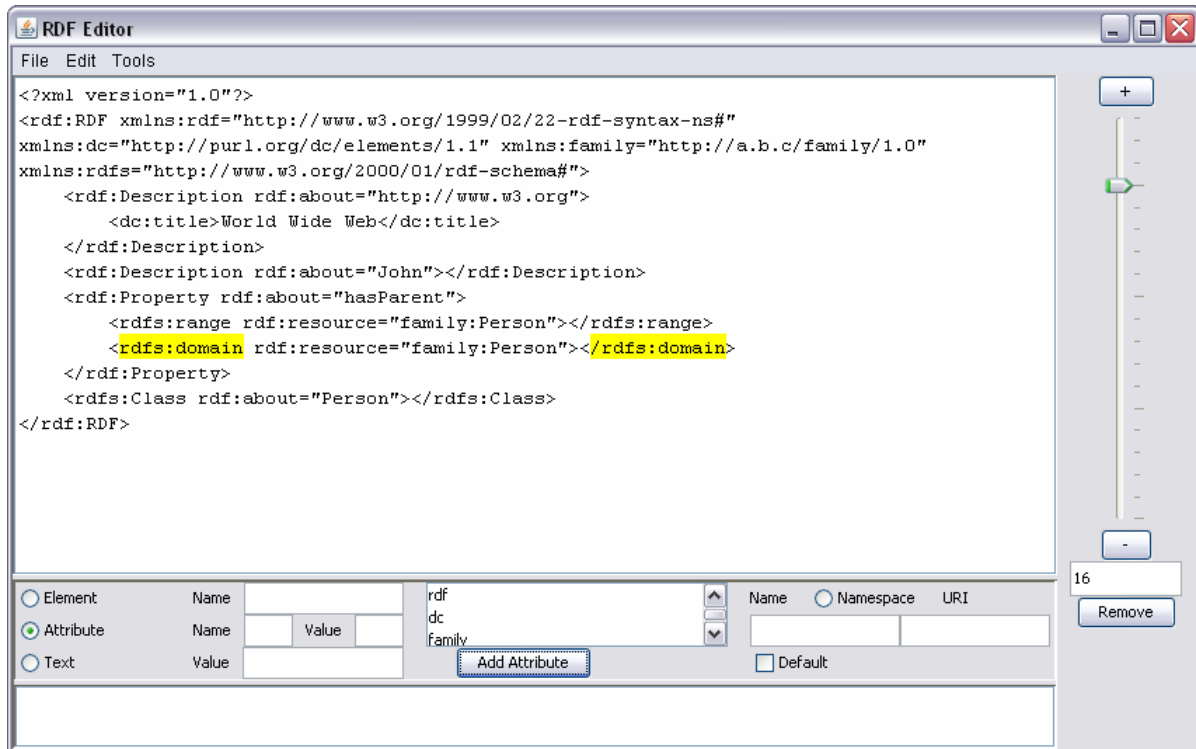 RDF Editor
File Edit Tools
<?xml version="1.0"?>
<rdf:RDF xmlns:rdf="http://www.w3.org/1999/02/22-rdf-syntax-ns#"
xmlns:dc="http://purl.org/dc/elements/1.1" xmlns:family="http://a.b.c/family/1.0"
xmlns:rdfs="http://www.w3.org/2000/01/rdf-schema#">
    <rdf:Description rdf:about="http://www.w3.org">
        <dc:title>World Wide Web</dc:title>
    </rdf:Description>
    <rdf:Description rdf:about="John"></rdf:Description>
    <rdf:Property rdf:about="hasParent">
        <rdfs:range rdf:resource="family:Person"></rdfs:range>
        <rdfs:domain rdf:resource="family:Person"></rdfs:domain>
    </rdf:Property>
    <rdfs:Class rdf:about="Person"></rdfs:Class>
</rdf:RDF>
+
-
16
Remove
Element Name
Attribute Name Value
Text Value
rdf
dc
family
Add Attribute
Name Namespace URI
Default